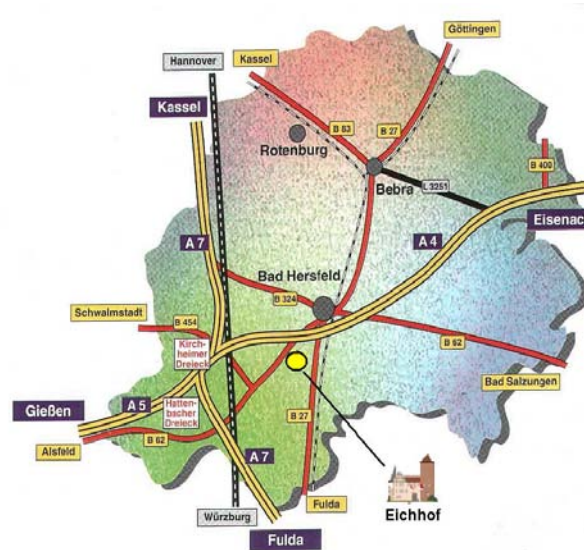 Göttingen
Hannover
Kassel
Kassel
B 83
B 27
Rotenburg
B 400
Bebra
L 3251
Eisenac
A 7
A 4
Bad Hersfeld
B 324
Schwalmstadt
B 454
Kirch-
heimer
Dreieck
B 62
Bad Salzungen
Gießen
A 5
Hatten-
bacher
Dreieck
B 27
Alsfeld
B 62
A 7
Fulda
Würzburg
Eichhof
Fulda